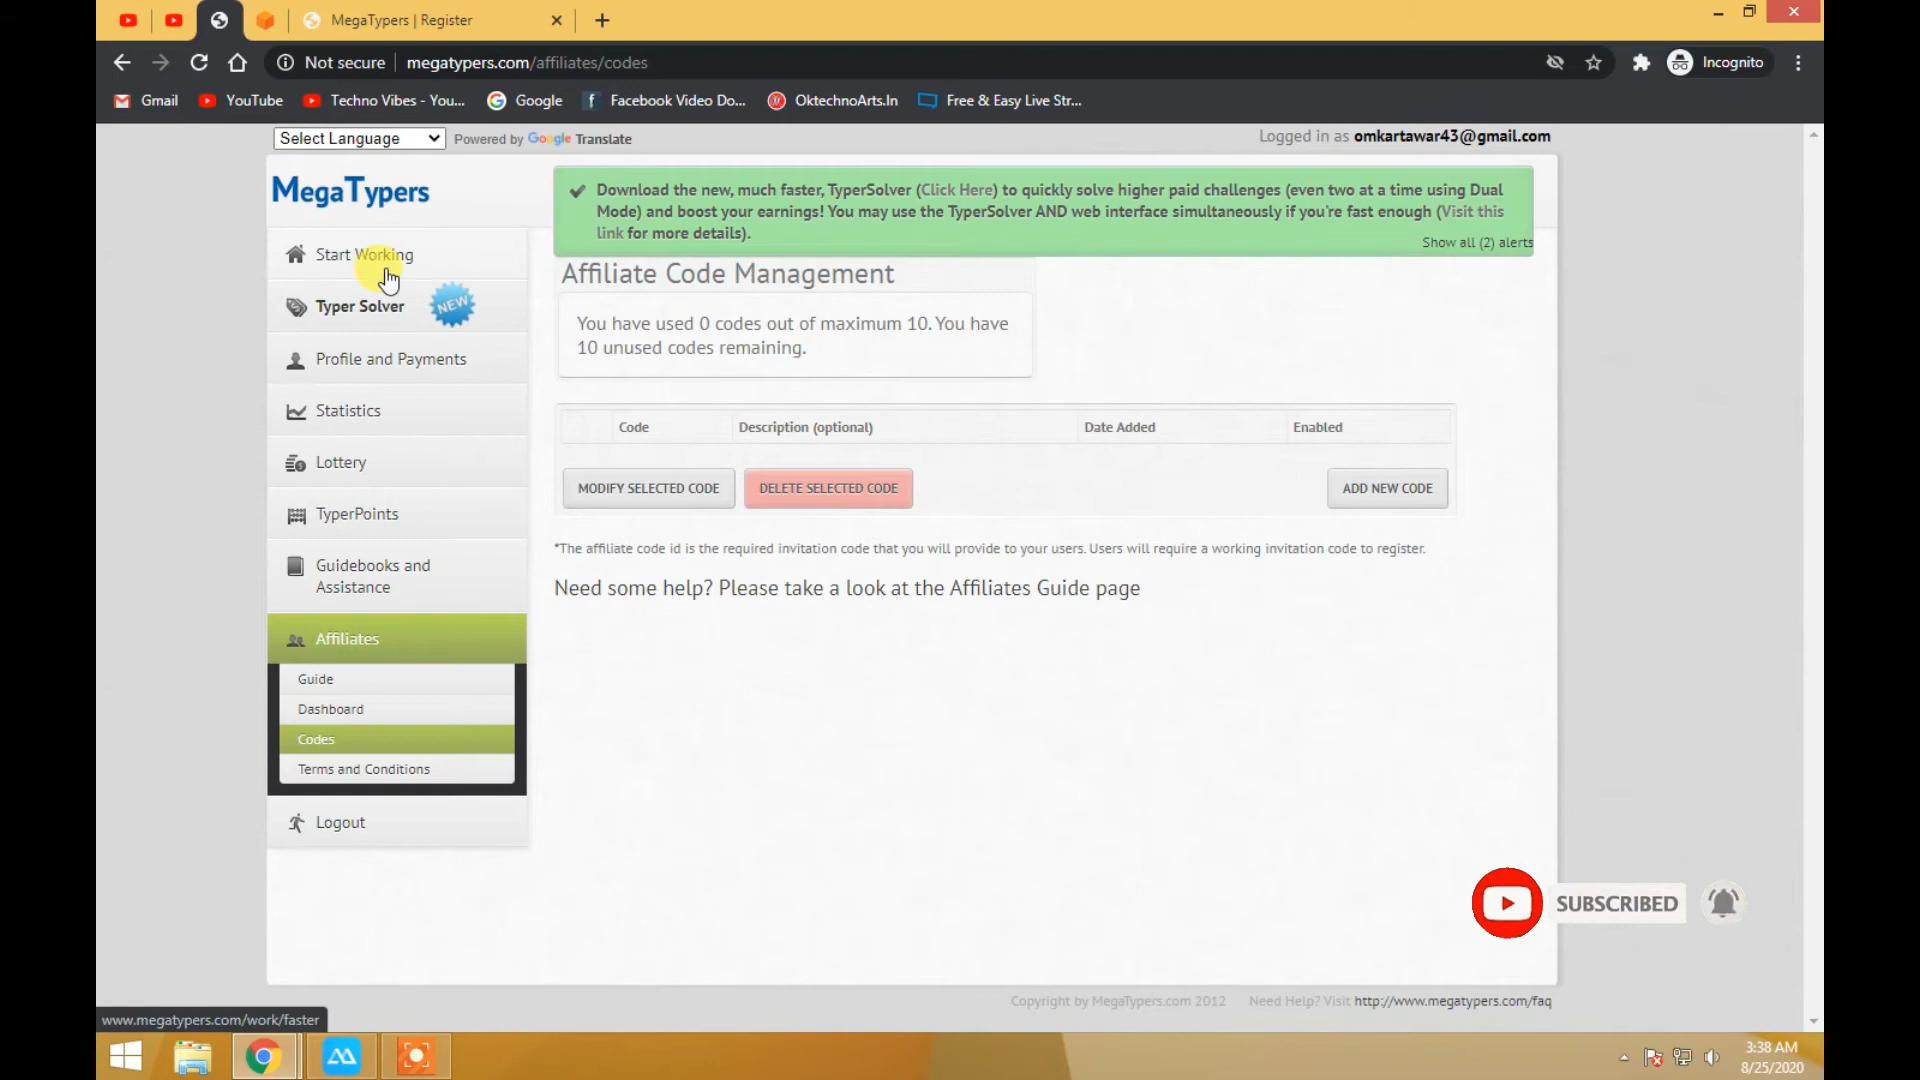 MegaTypers | Register
Not secure
megatypers.com/affiliates/codes
Incognito
Gmail
YouTube
Techno Vibes - You...
Google
Facebook Video Do...
OktechnoArts.In
Free & Easy Live Str...
Select Language
Powered by Google Translate
Logged in as omkartawar43@gmail.com
MegaTypers
Download the new, much faster, TyperSolver (Click Here) to quickly solve higher paid challenges (even two at a time using Dual
Mode) and boost your earnings! You may use the TyperSolver AND web interface simultaneously if you're fast enough (Visit this
link for more details).
Show all (2) alerts
Start Working
Typer Solver
NEW
Profile and Payments
Statistics
Lottery
TyperPoints
Guidebooks and
Assistance
Affiliates
Guide
Dashboard
Codes
Terms and Conditions
Logout
Affiliate Code Management
You have used 0 codes out of maximum 10. You have
10 unused codes remaining.
Code
Description (optional)
Date Added
Enabled
MODIFY SELECTED CODE
DELETE SELECTED CODE
ADD NEW CODE
*The affiliate code id is the required invitation code that you will provide to your users. Users will require a working invitation code to register.
Need some help? Please take a look at the Affiliates Guide page
SUBSCRIBED
Copyright by MegaTypers.com 2012
Need Help? Visit http://www.megatypers.com/faq
www.megatypers.com/work/faster
3:38 AM
8/25/2020